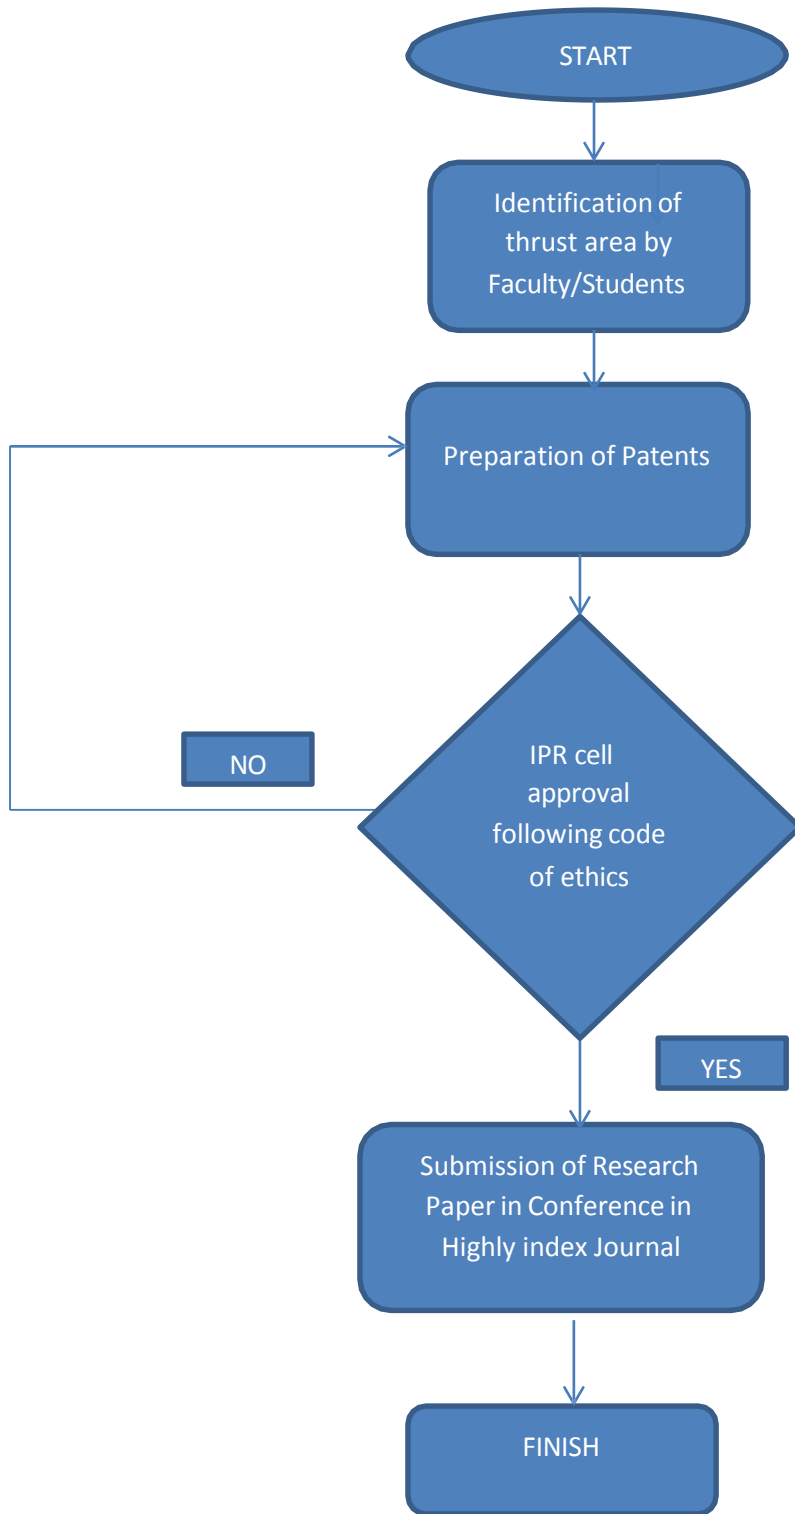 START
Identification of
thrust area by
Faculty/Students
Preparation of Patents
IPR cell
approval
following code
of ethics
NO
YES
Submission of Research
Paper in Conference in
Highly index Journal
FINISH